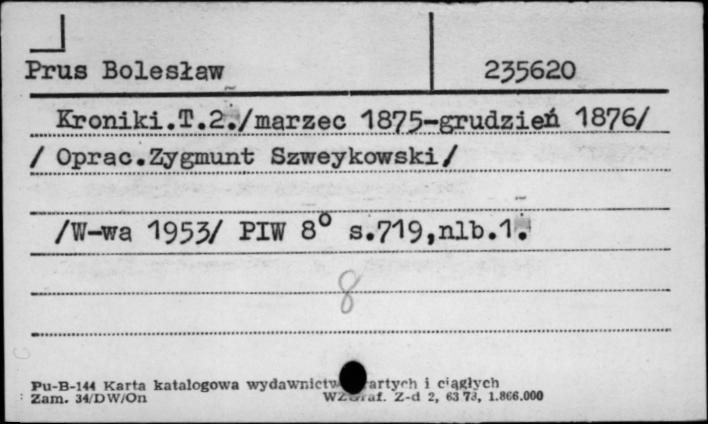 Prus Bolesław 235620
Kroniki.T.2./marzec 1875-grudzień 1876/
/ Oprac.Zygmunt Szweykowski/
/W-wa 1953/ PIW 8° s.719,nlb.1.
8
Pu-B-144 Karta katalogowa wydawnictw artych i ciągłych
Zam. 34/DW/On Z-d 2, 63 73, 1.866.000